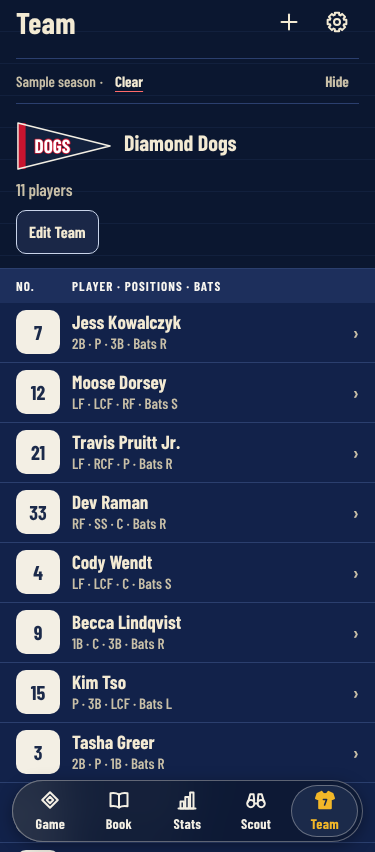 Team
Sample season · Clear Hide
DOGS Diamond Dogs
11 players
Edit Team
NO. PLAYER · POSITIONS · BATS
7 Jess Kowalczyk
2B · P · 3B · Bats R
12 Moose Dorsey
LF · LCF · RF · Bats S
21 Travis Pruitt Jr.
LF · RCF · P · Bats R
33 Dev Raman
RF · SS · C · Bats R
4 Cody Wendt
LF · LCF · C · Bats S
9 Becca Lindqvist
1B · C · 3B · Bats R
15 Kim Tso
P · 3B · LCF · Bats L
3 Tasha Greer
2B · P · 1B · Bats R
7
Game Book Stats Scout Team